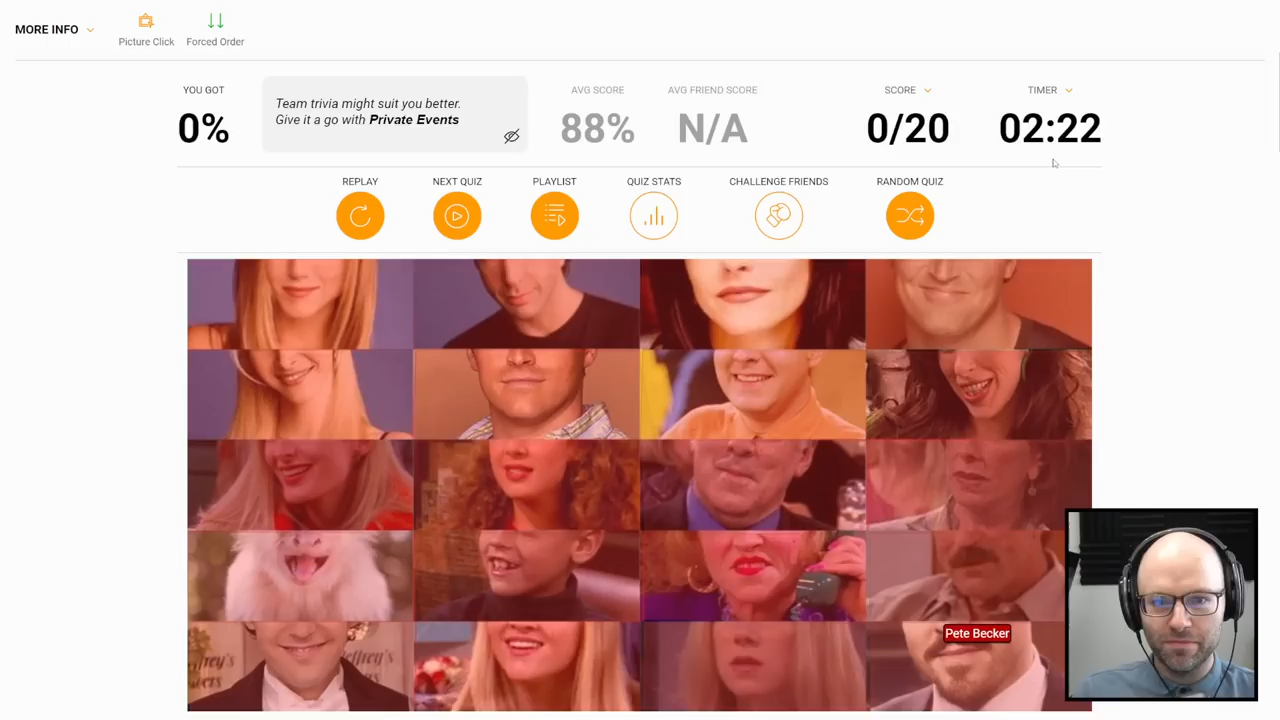 MORE INFO
Picture Click
Forced Order
YOU GOT
0%
Team trivia might suit you better.
Give it a go with Private Events
AVG SCORE
88%
AVG FRIEND SCORE
N/A
SCORE
0/20
TIMER
02:22
REPLAY
NEXT QUIZ
PLAYLIST
QUIZ STATS
CHALLENGE FRIENDS
RANDOM QUIZ
Pete Becker